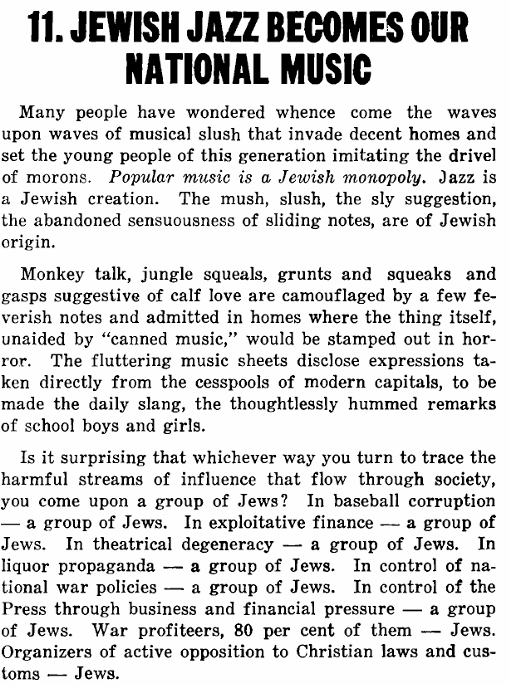 11. JEWISH JAZZ BECOMES OUR
NATIONAL MUSIC
Many people have wondered whence come the waves
upon waves of musical slush that invade decent homes and
set the young people of this generation imitating the drivel
of morons. Popular music is a Jewish monopoly. Jazz is
a Jewish creation. The mush, slush, the sly suggestion,
the abandoned sensuousness of sliding notes, are of Jewish
origin.
Monkey talk, jungle squeals, grunts and squeaks and
gasps suggestive of calf love are camouflaged by a few fe-
verish notes and admitted in homes where the thing itself,
unaided by "canned music," would be stamped out in hor-
ror. The fluttering music sheets disclose expressions ta-
ken directly from the cesspools of modern capitals, to be
made the daily slang, the thoughtlessly hummed remarks
of school boys and girls.
Is it surprising that whichever way you turn to trace the
harmful streams of influence that flow through society,
you come upon a group of Jews? In baseball corruption
— a group of Jews. In exploitative finance — a group of
Jews. In theatrical degeneracy — a group of Jews. In
liquor propaganda — a group of Jews. In control of na-
tional war policies — a group of Jews. In control of the
Press through business and financial pressure — a group
of Jews. War profiteers, 80 per cent of them — Jews.
Organizers of active opposition to Christian laws and cus-
toms — Jews.